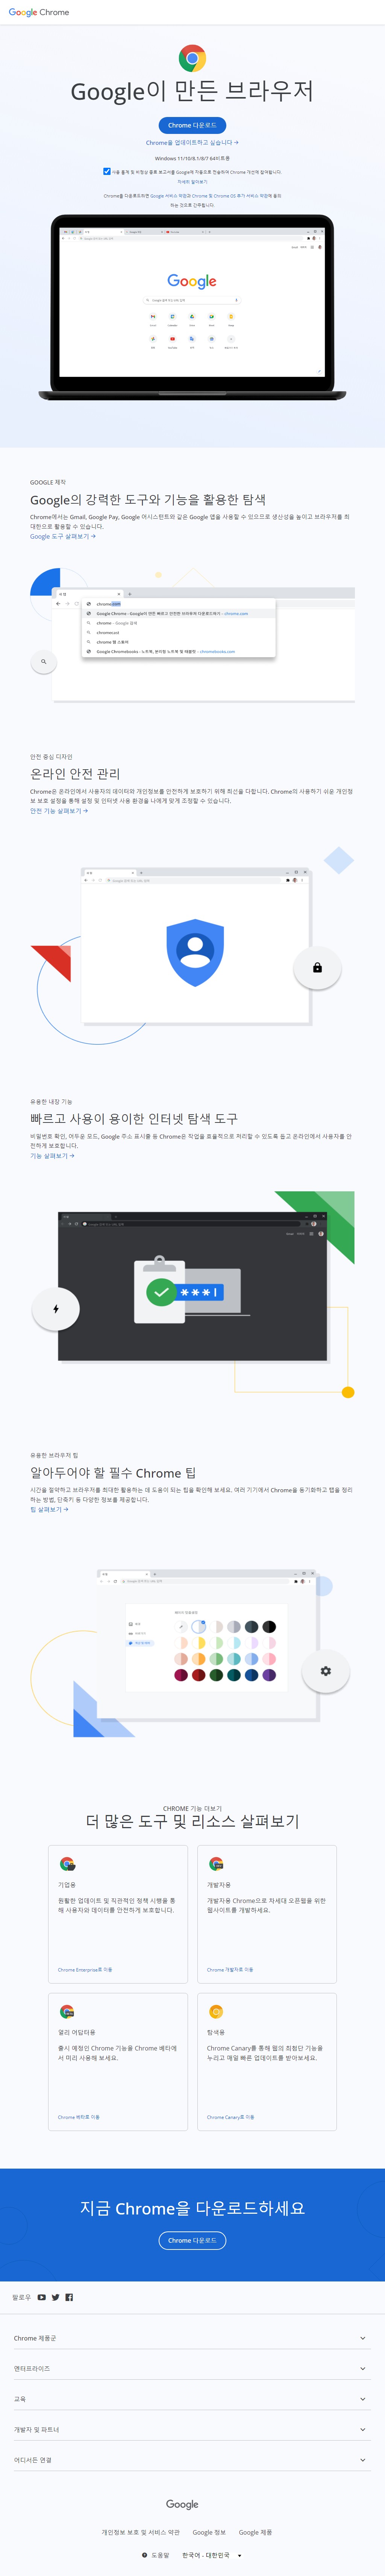 Google Chrome
Google이 만든 브라우저
Chrome 다운로드
Chrome을 업데이트하고 싶습니다 →
Windows 11/10/8.1/8/7 64비트용
사용 통계 및 비정상 종료 보고서를 Google에 자동으로 전송하여 Chrome 개선에 참여합니다.
자세히 알아보기
Chrome을 다운로드하면 Google 서비스 약관과 Chrome 및 Chrome OS 추가 서비스 약관에 동의
하는 것으로 간주됩니다.
Google
GOOGLE 제작
Google의 강력한 도구와 기능을 활용한 탐색
Chrome에서는 Gmail, Google Pay, Google 어시스턴트와 같은 Google 앱을 사용할 수 있으므로 생산성을 높이고 브라우저를 최
대한으로 활용할 수 있습니다.
Google 도구 살펴보기 →
새 탭
chrome.com
Google Chrome - Google이 만든 빠르고 안전한 브라우저 다운로드하기 - chrome.com
chrome - Google 검색
chromecast
chrome 웹 스토어
Google Chromebooks - 노트북, 분리형 노트북 및 태블릿 - chromebooks.com
안전 중심 디자인
온라인 안전 관리
Chrome은 온라인에서 사용자의 데이터와 개인정보를 안전하게 보호하기 위해 최선을 다합니다. Chrome의 사용하기 쉬운 개인정
보 보호 설정을 통해 설정 및 인터넷 사용 환경을 나에게 맞게 조정할 수 있습니다.
안전 기능 살펴보기 →
유용한 내장 기능
빠르고 사용이 용이한 인터넷 탐색 도구
비밀번호 확인, 어두운 모드, Google 주소 표시줄 등 Chrome은 작업을 효율적으로 처리할 수 있도록 돕고 온라인에서 사용자를 안
전하게 보호합니다.
기능 살펴보기 →
***|
유용한 브라우저 팁
알아두어야 할 필수 Chrome 팁
시간을 절약하고 브라우저를 최대한 활용하는 데 도움이 되는 팁을 확인해 보세요. 여러 기기에서 Chrome을 동기화하고 탭을 정리
하는 방법, 단축키 등 다양한 정보를 제공합니다.
팁 살펴보기 →
CHROME 기능 더보기
더 많은 도구 및 리소스 살펴보기
기업용
원활한 업데이트 및 직관적인 정책 시행을 통
해 사용자와 데이터를 안전하게 보호합니다.
Chrome Enterprise로 이동
개발자용
개발자용 Chrome으로 차세대 오픈웹을 위한
웹사이트를 개발하세요.
Chrome 개발자로 이동
얼리 어답터용
출시 예정인 Chrome 기능을 Chrome 베타에
서 미리 사용해 보세요.
Chrome 베타로 이동
탐색용
Chrome Canary를 통해 웹의 최첨단 기능을
누리고 매일 빠른 업데이트를 받아보세요.
Chrome Canary로 이동
지금 Chrome을 다운로드하세요
Chrome 다운로드
팔로우
Chrome 제품군
엔터프라이즈
교육
개발자 및 파트너
어디서든 연결
Google
개인정보 보호 및 서비스 약관 Google 정보 Google 제품
도움말 한국어 - 대한민국